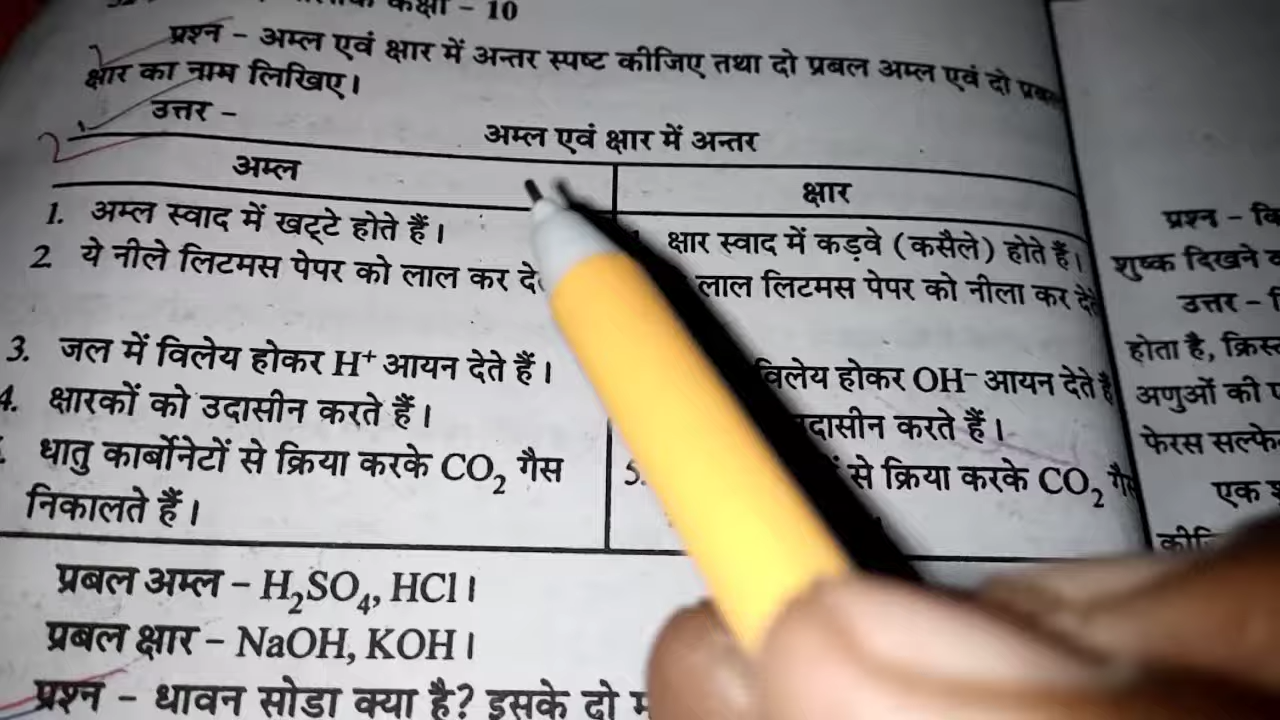 कक्षा - 10
प्रश्न - अम्ल एवं क्षार में अन्तर स्पष्ट कीजिए तथा दो प्रबल अम्ल एवं दो
क्षार का नाम लिखिए।
उत्तर -
अम्ल एवं क्षार में अन्तर
अम्ल
क्षार
1. अम्ल स्वाद में खट्टे होते हैं।
क्षार स्वाद में कड़वे (कसैले) होते हैं।
2 ये नीले लिटमस पेपर को लाल कर
लाल लिटमस पेपर को नीला कर देते
3. जल में विलेय होकर H⁺ आयन देते हैं।
विलेय होकर OH⁻ आयन देते हैं
4. क्षारकों को उदासीन करते हैं।
उदासीन करते हैं।
धातु कार्बोनेटों से क्रिया करके CO₂ गैस
निकालते हैं।
5. से क्रिया करके CO₂ गैस
प्रबल अम्ल - H₂SO₄, HCl।
प्रबल क्षार - NaOH, KOH।
प्रश्न - धावन सोडा क्या है? इसके दो
प्रश्न -
शुष्क दिखने
उत्तर -
होता है,
अणुओं की
फेरस
एक